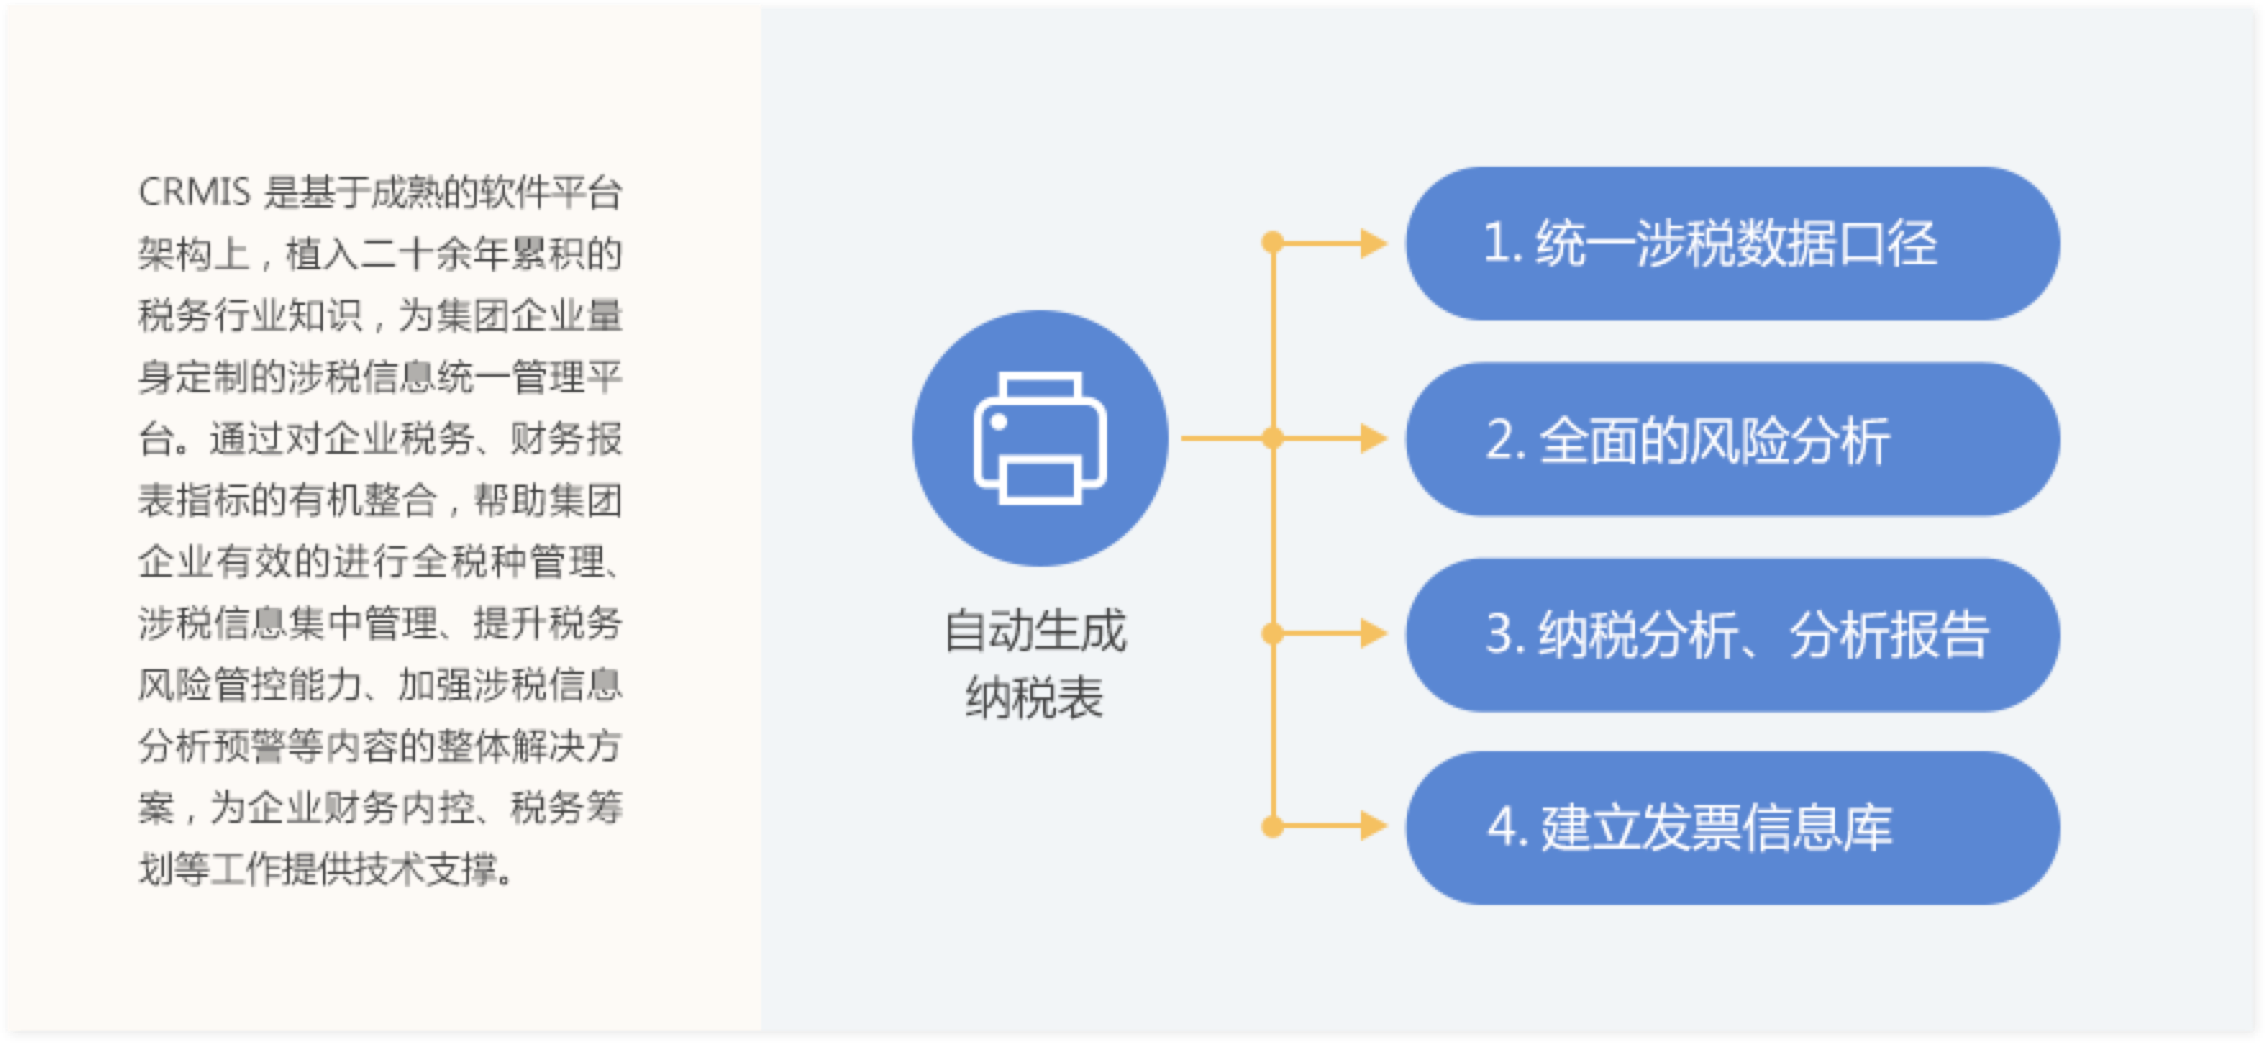 CRMIS 是基于成熟的软件平台
架构上，植入二十余年累积的
税务行业知识，为集团企业量
身定制的涉税信息统一管理平
台。通过对企业税务、财务报
表指标的有机整合，帮助集团
企业有效的进行全税种管理、
涉税信息集中管理、提升税务
风险管控能力、加强涉税信息
分析预警等内容的整体解决方
案，为企业财务内控、税务筹
划等工作提供技术支撑。
自动生成
纳税表
1. 统一涉税数据口径
2. 全面的风险分析
3. 纳税分析、分析报告
4. 建立发票信息库